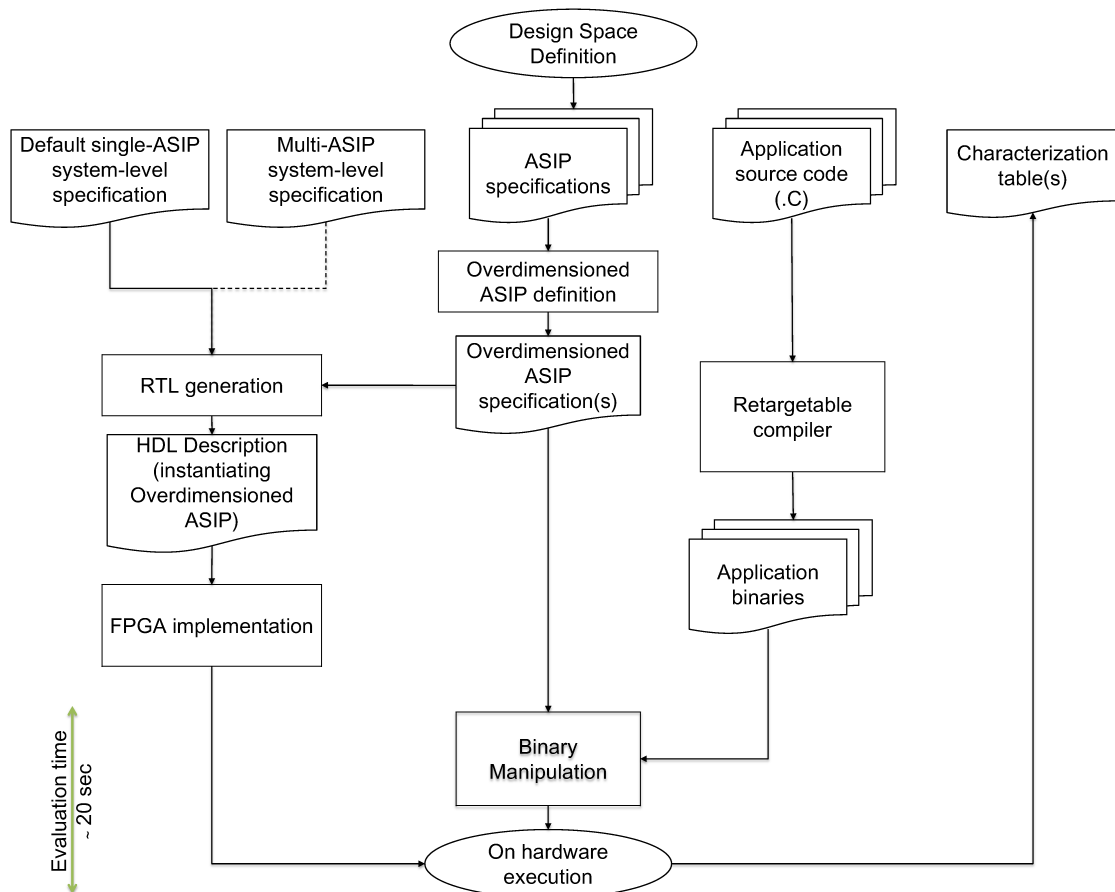 Design Space
Definition
Default single-ASIP
system-level
specification
Multi-ASIP
system-level
specification
ASIP
specifications
Application
source code
(.C)
Characterization
table(s)
Overdimensioned
ASIP definition
Overdimensioned
ASIP
specification(s)
RTL generation
Retargetable
compiler
HDL Description
(instantiating
Overdimensioned
ASIP)
Application
binaries
FPGA implementation
Binary
Manipulation
Evaluation time
~ 20 sec
On hardware
execution